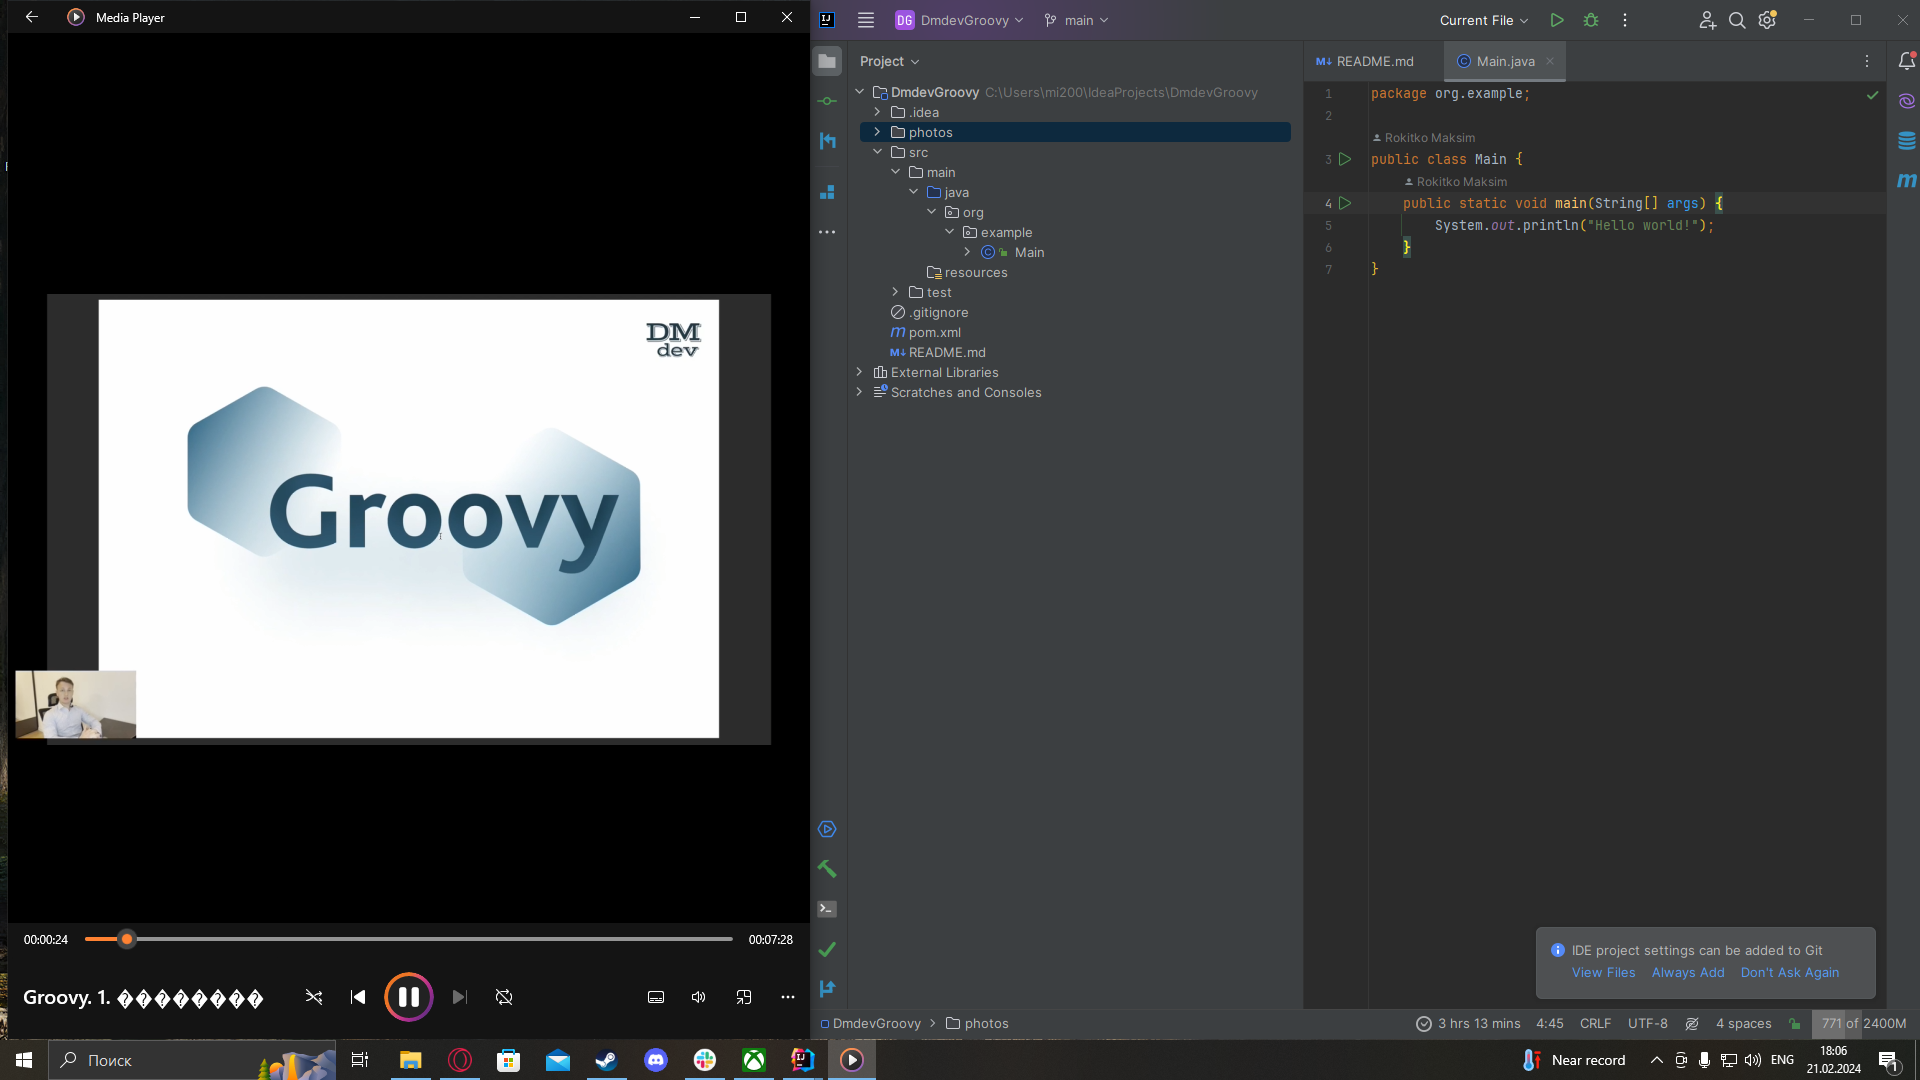 Media Player
DM
dev
Groovy
00:00:24
00:07:28
Groovy. 1. ���������
DG DmdevGroovy
main
Current File
Project
DmdevGroovy C:\Users\mi200\IdeaProjects\DmdevGroovy
.idea
photos
src
main
java
org
example
Main
resources
test
.gitignore
pom.xml
README.md
External Libraries
Scratches and Consoles
README.md
Main.java
1 package org.example;
2
Rokitko Maksim
3 public class Main {
Rokitko Maksim
4 public static void main(String[] args) {
5 System.out.println("Hello world!");
6 }
7 }
IDE project settings can be added to Git
View Files Always Add Don't Ask Again
DmdevGroovy > photos
3 hrs 13 mins 4:45 CRLF UTF-8 4 spaces 771 of 2400M
Поиск
Near record
ENG
18:06
21.02.2024
1